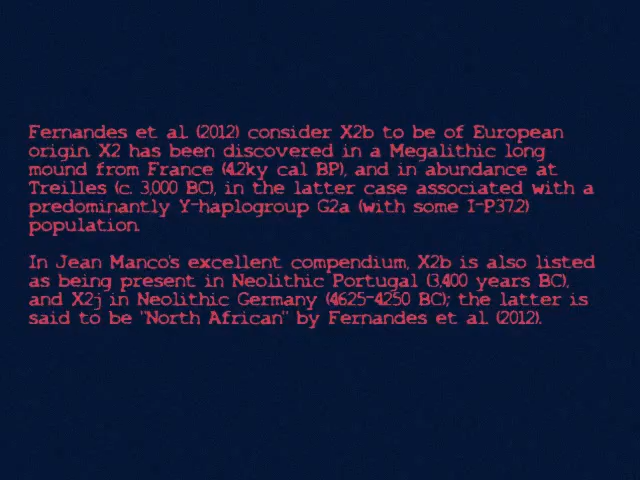 Fernandes et al. (2012) consider X2b to be of European
origin. X2 has been discovered in a Megalithic long
mound from France (4.2ky cal BP), and in abundance at
Treilles (c. 3,000 BC), in the latter case associated with a
predominantly Y-haplogroup G2a (with some I-P37.2)
population.
In Jean Manco's excellent compendium, X2b is also listed
as being present in Neolithic Portugal (3,400 years BC),
and X2j in Neolithic Germany (4625-4250 BC); the latter is
said to be "North African" by Fernandes et al. (2012).